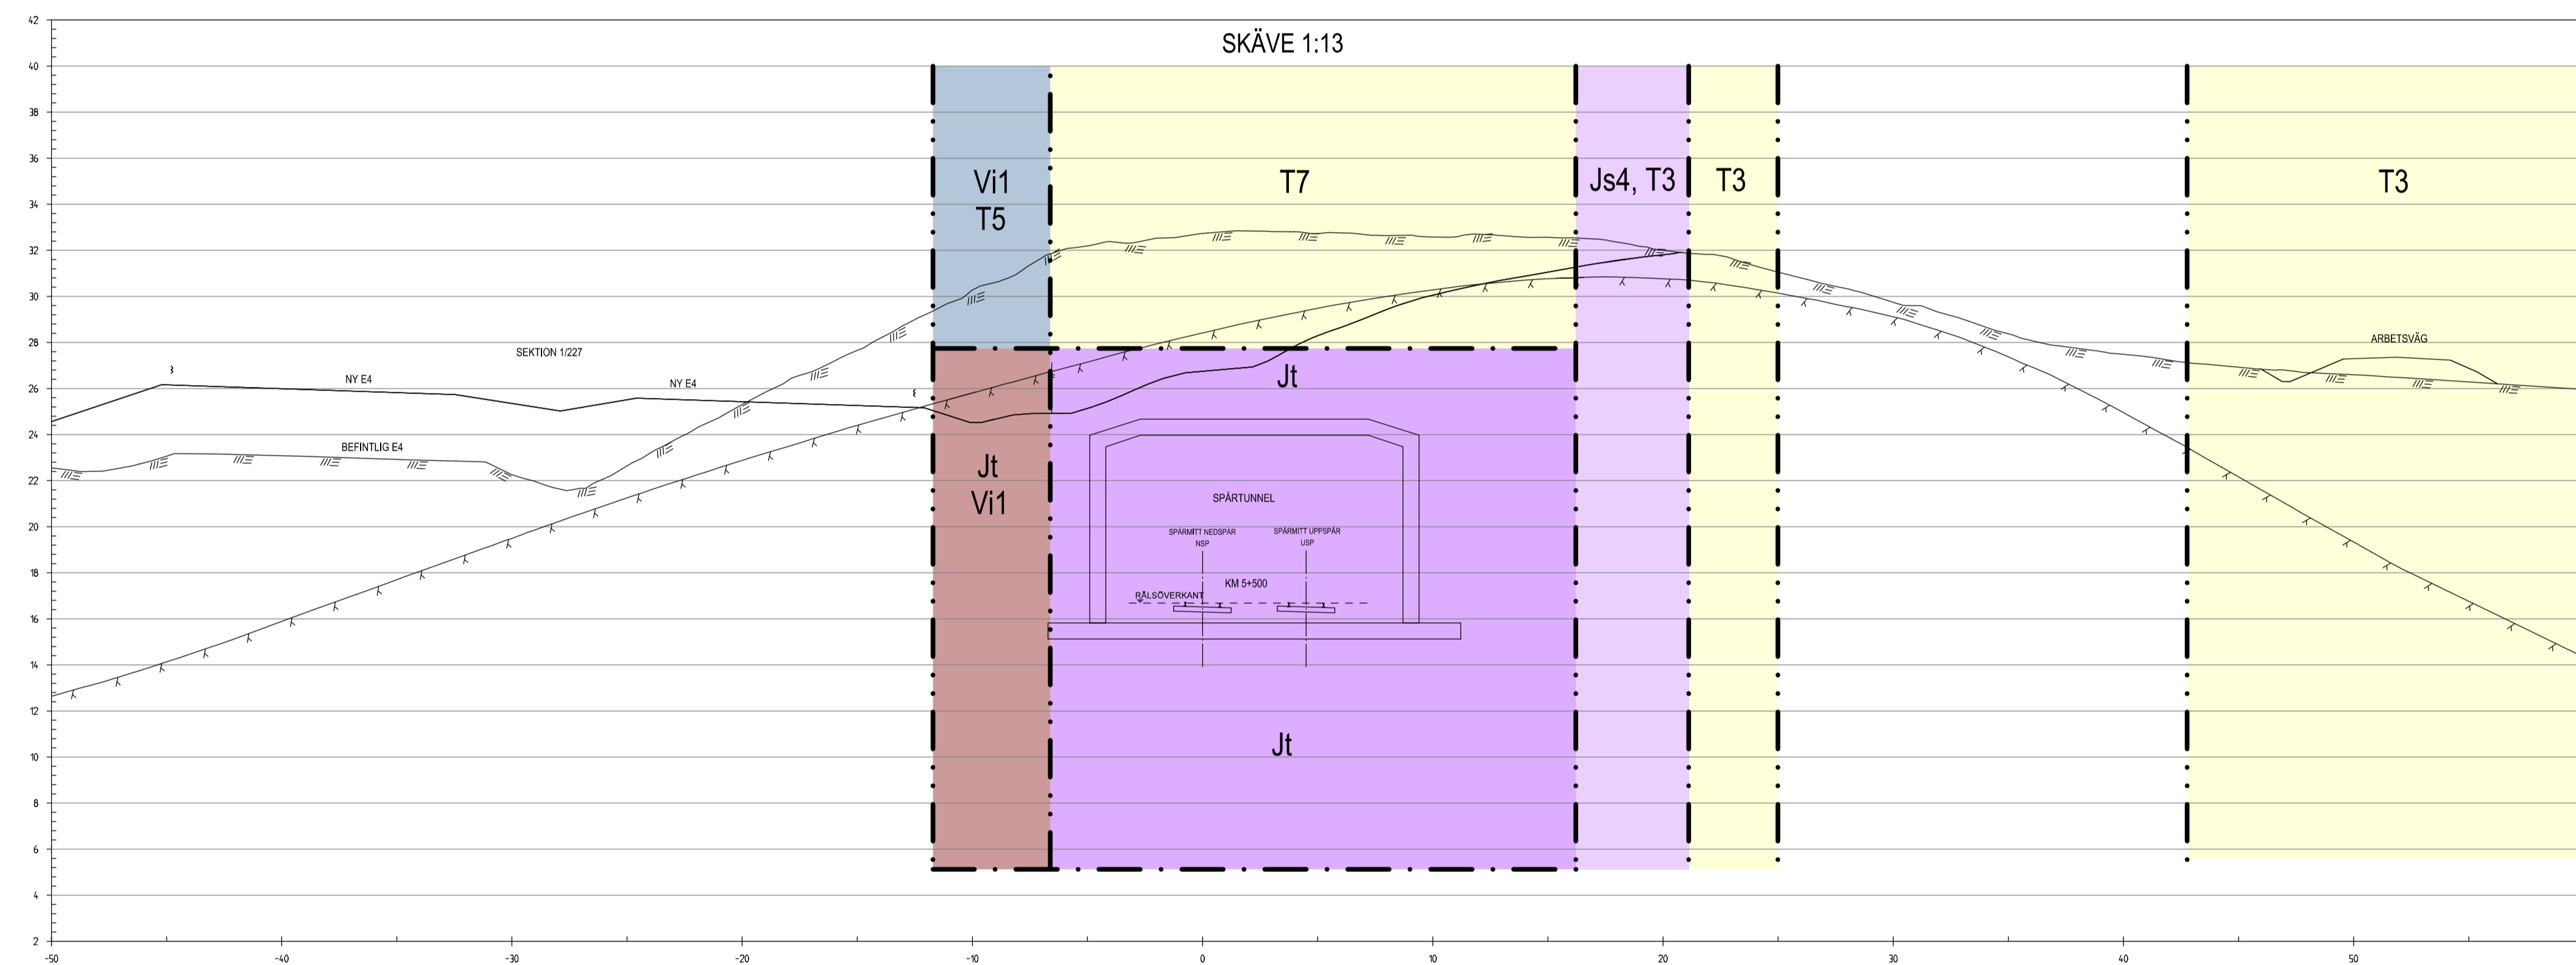 SKÄVE 1:13
42
40
38
36
34
32
30
28
26
24
22
20
18
16
14
12
10
8
6
4
2
Vi1
T5
T7
Js4, T3
T3
T3
SEKTION 1/227
NY E4
NY E4
BEFINTLIG E4
ARBETSVÄG
Jt
Jt
Vi1
SPÅRTUNNEL
SPÅRMITT NEDSPÅR
NSP
SPÅRMITT UPPSPÅR
USP
KM 5+500
RÄLSÖVERKANT
Jt
-50
-40
-30
-20
-10
0
10
20
30
40
50